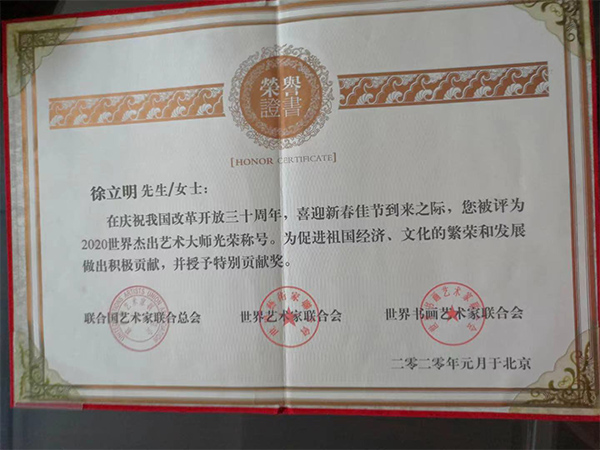 榮譽
證書
[HONOR CERTIFICATE]
徐立明 先生/女士:
在庆祝我国改革开放三十周年,喜迎新春佳节到来之际,您被评为
2020世界杰出艺术大师光荣称号。为促进祖国经济、文化的繁荣和发展
做出积极贡献,并授予特别贡献奖。
联合国艺术家联合总会 世界艺术家联合会 世界书画艺术家联合会
二零二零年元月于北京